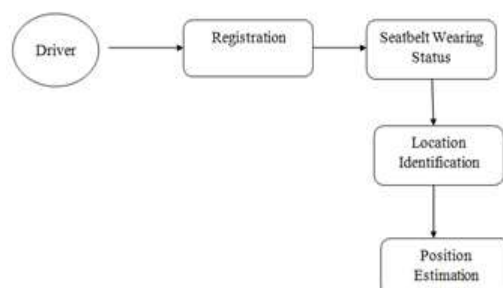 Driver
Registration
Seatbelt Wearing
Status
Location
Identification
Position
Estimation